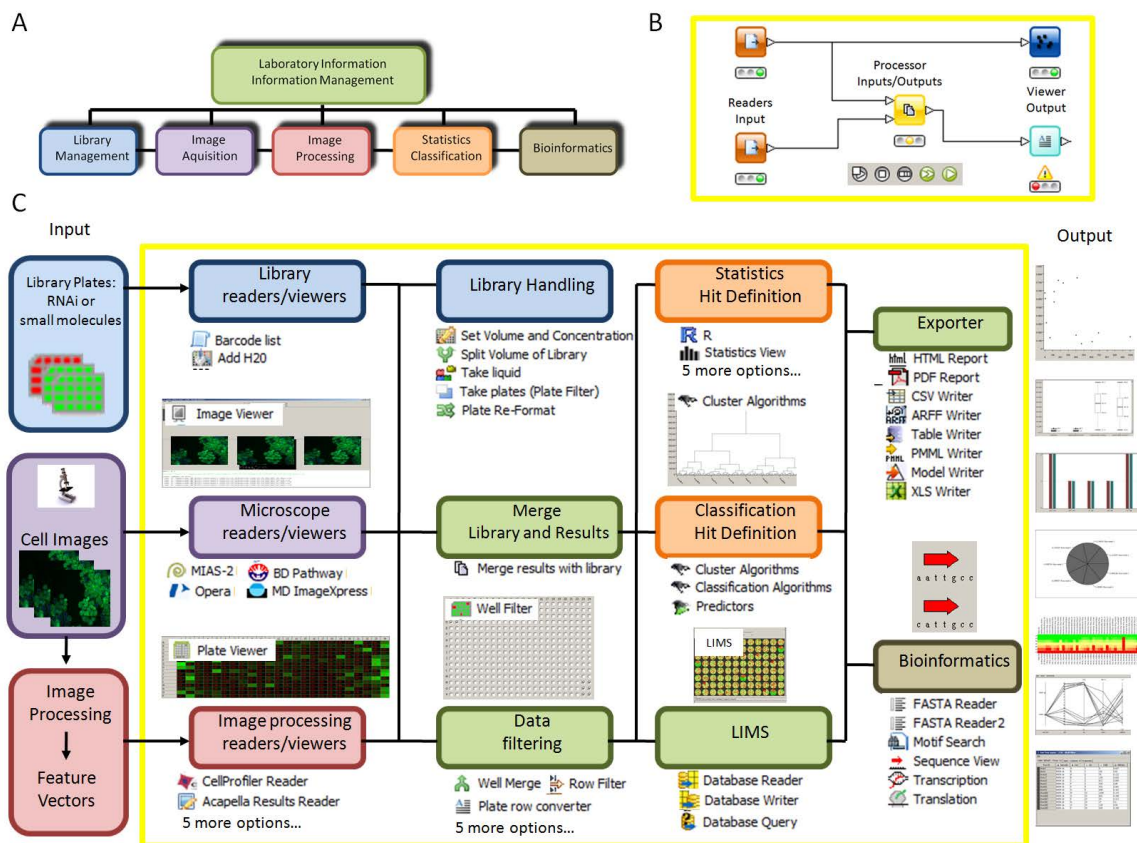 A
Laboratory Information
Information Management
Library
Management
Image
Aquisition
Image
Processing
Statistics
Classification
Bioinformatics
B
Processor
Inputs/Outputs
Readers
Input
Viewer
Output
C
Input
Output
Library Plates:
RNAi or
small molecules
Library
readers/viewers
Barcode list
Add H20
Image Viewer
Library Handling
Set Volume and Concentration
Split Volume of Library
Take liquid
Take plates (Plate Filter)
Plate Re-Format
Statistics
Hit Definition
R
Statistics View
5 more options...
Cluster Algorithms
Exporter
html HTML Report
PDF Report
CSV Writer
ARFF ARFF Writer
Table Writer
PMML PMML Writer
Model Writer
XLS Writer
Cell Images
Microscope
readers/viewers
MIAS-2
BD Pathway
Opera
MD ImageXpress
Plate Viewer
Merge
Library and Results
Merge results with library
Well Filter
Classification
Hit Definition
Cluster Algorithms
Classification Algorithms
Predictors
LIMS
a a t t g c c
c a t t g c c
Image
Processing
Feature
Vectors
Image processing
readers/viewers
CellProfiler Reader
Acapella Results Reader
5 more options...
Data
filtering
Well Merge
Row Filter
Plate row converter
5 more options...
LIMS
Database Reader
Database Writer
Database Query
Bioinformatics
FASTA Reader
FASTA Reader2
Motif Search
Sequence View
Transcription
Translation